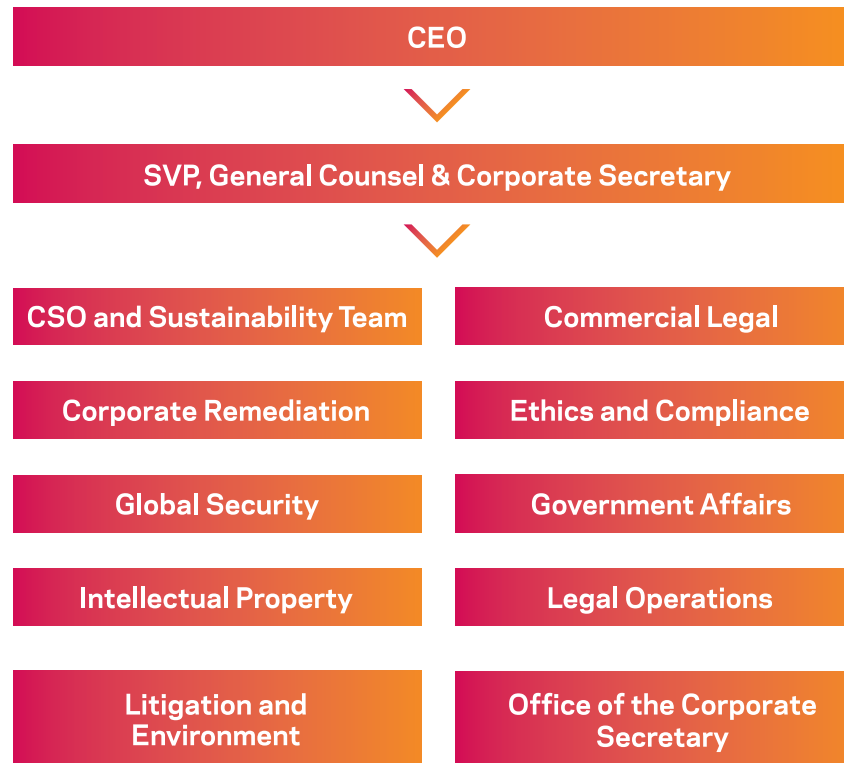 CEO
SVP, General Counsel & Corporate Secretary
CSO and Sustainability Team
Commercial Legal
Corporate Remediation
Ethics and Compliance
Global Security
Government Affairs
Intellectual Property
Legal Operations
Litigation and
Environment
Office of the Corporate
Secretary